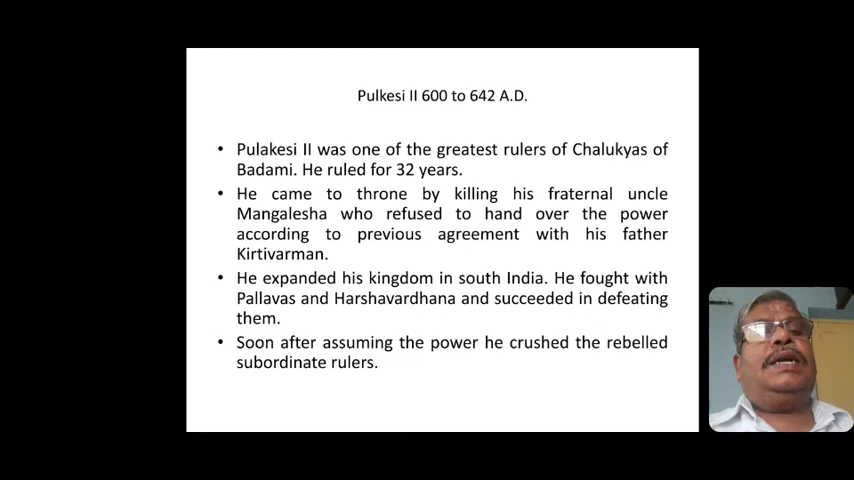 Pulkesi II 600 to 642 A.D.
• Pulakesi II was one of the greatest rulers of Chalukyas of
Badami. He ruled for 32 years.
• He came to throne by killing his fraternal uncle
Mangalesha who refused to hand over the power
according to previous agreement with his father
Kirtivarman.
• He expanded his kingdom in south India. He fought with
Pallavas and Harshavardhana and succeeded in defeating
them.
• Soon after assuming the power he crushed the rebelled
subordinate rulers.